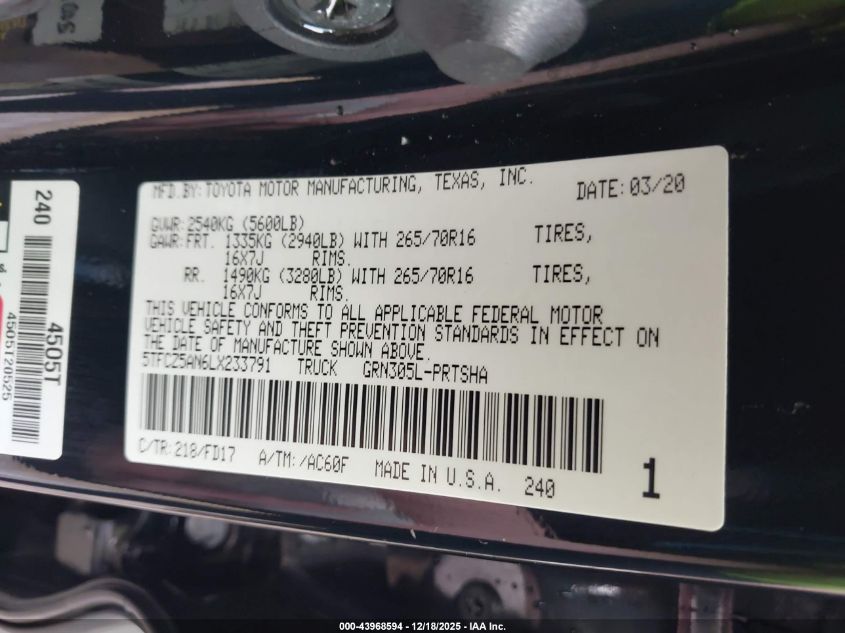 MFD.BY: TOYOTA MOTOR MANUFACTURING, TEXAS, INC. DATE: 03/20
GVWR: 2540KG (5600LB)
GAWR: FRT. 1335KG (2940LB) WITH 265/70R16 TIRES,
16X7J RIMS.
RR. 1490KG (3280LB) WITH 265/70R16 TIRES,
16X7J RIMS.
THIS VEHICLE CONFORMS TO ALL APPLICABLE FEDERAL MOTOR
VEHICLE SAFETY AND THEFT PREVENTION STANDARDS IN EFFECT ON
THE DATE OF MANUFACTURE SHOWN ABOVE.
5TFCZ5AN6LX233791 TRUCK GRN305L-PRTSHA
C/TR: 218/FD17 A/TM: /AC60F MADE IN U.S.A. 240 1
240
4505T
4505120525
000-43968594 - 12/18/2025 - IAA Inc.